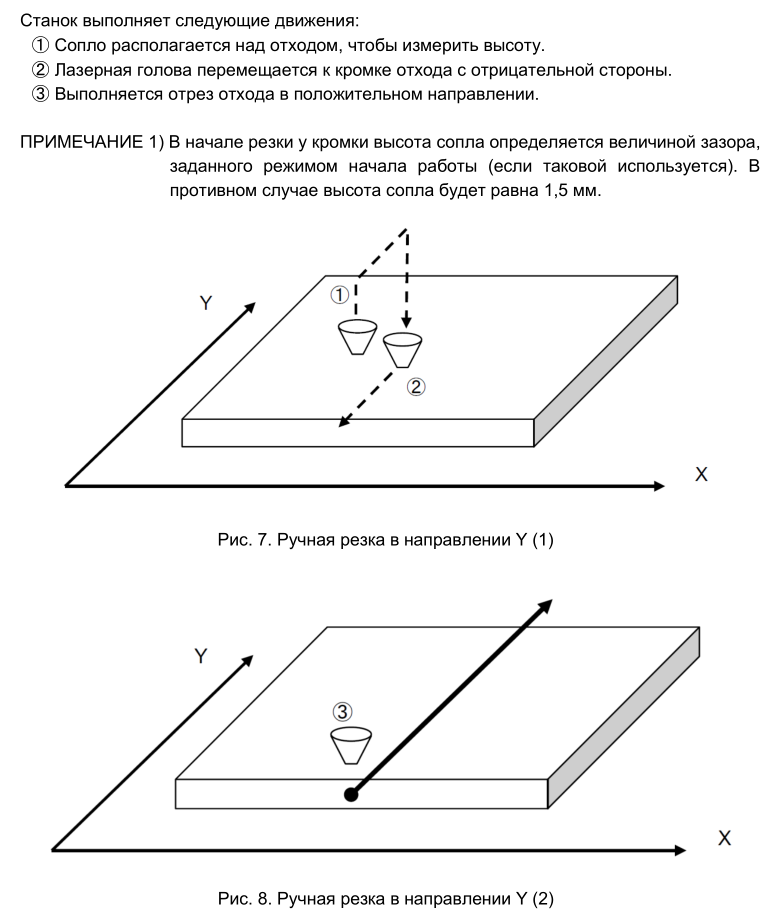 Станок выполняет следующие движения:
① Сопло располагается над отходом, чтобы измерить высоту.
② Лазерная голова перемещается к кромке отхода с отрицательной стороны.
③ Выполняется отрез отхода в положительном направлении.
ПРИМЕЧАНИЕ 1) В начале резки у кромки высота сопла определяется величиной зазора,
заданного режимом начала работы (если таковой используется). В
противном случае высота сопла будет равна 1,5 мм.
Y
①
②
X
Рис. 7. Ручная резка в направлении Y (1)
Y
③
X
Рис. 8. Ручная резка в направлении Y (2)